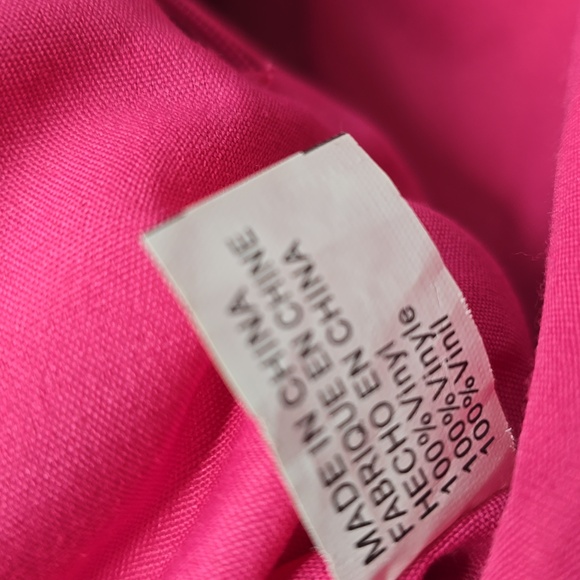 MADE IN CHINA
FABRIQUE EN CHINE
HECHO EN CHINA
100%Vinyl
100%Vinyle
100%Vinil